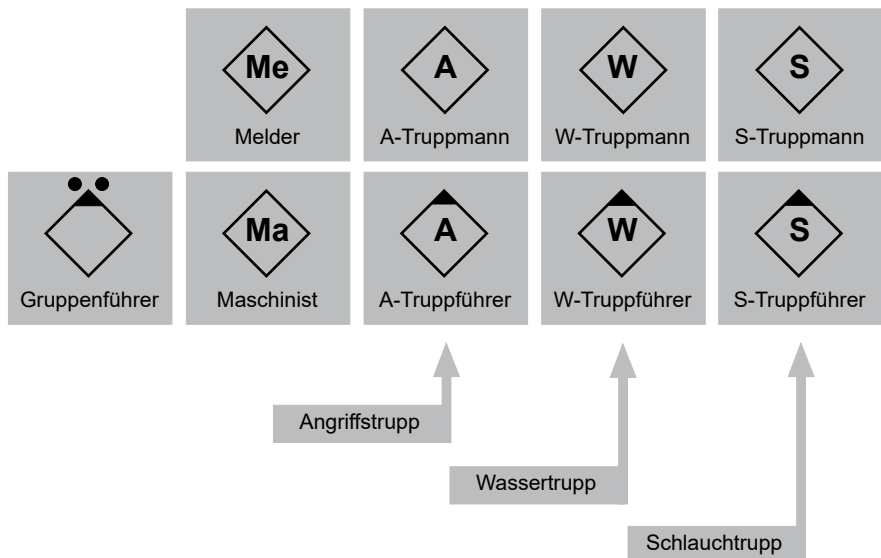 Me
A
W
S
Melder
A-Truppmann
W-Truppmann
S-Truppmann
Ma
A
W
S
Gruppenführer
Maschinist
A-Truppführer
W-Truppführer
S-Truppführer
Angriffstrupp
Wassertrupp
Schlauchtrupp